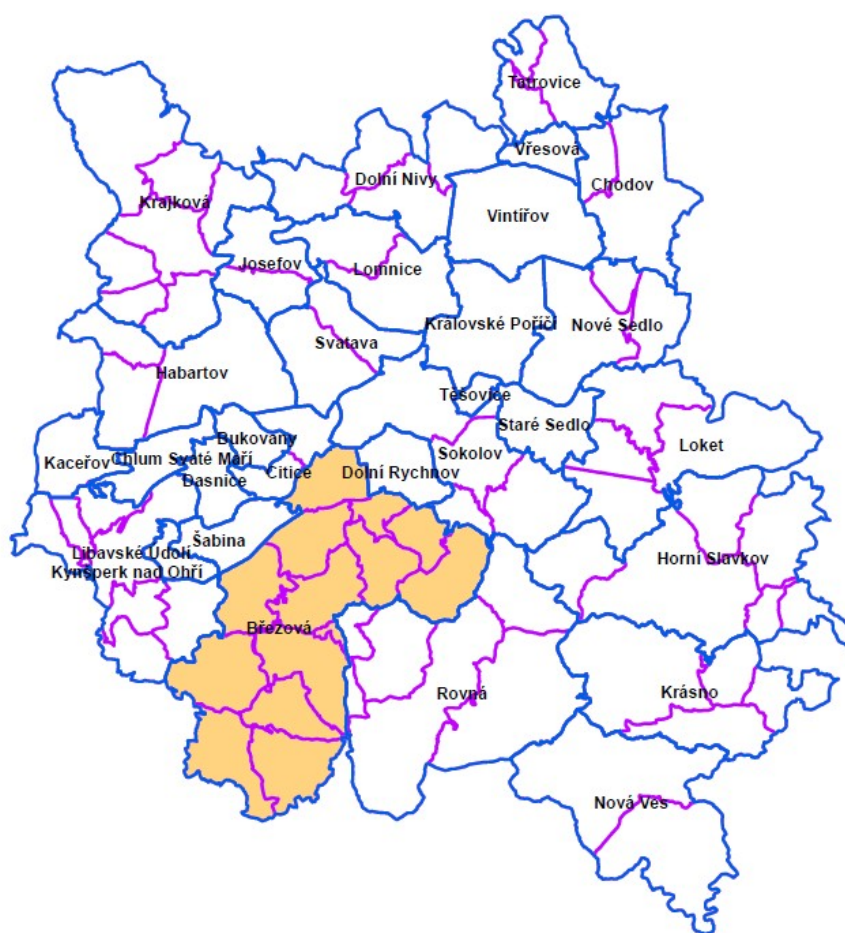 Tatrovice
Vřesová
Dolní Nivy
Chodov
Krajková
Vintířov
Josefov
Lomnice
Královské Poříčí
Nové Sedlo
Svatava
Habartov
Těšovice
Staré Sedlo
Bukovany
Loket
Sokolov
Kaceřov
Chlum Svaté Maří
Citice
Dolní Rychnov
Dasnice
Šabina
Libavské Údolí
Horní Slavkov
Kynšperk nad Ohří
Březová
Rovná
Krásno
Nová Ves